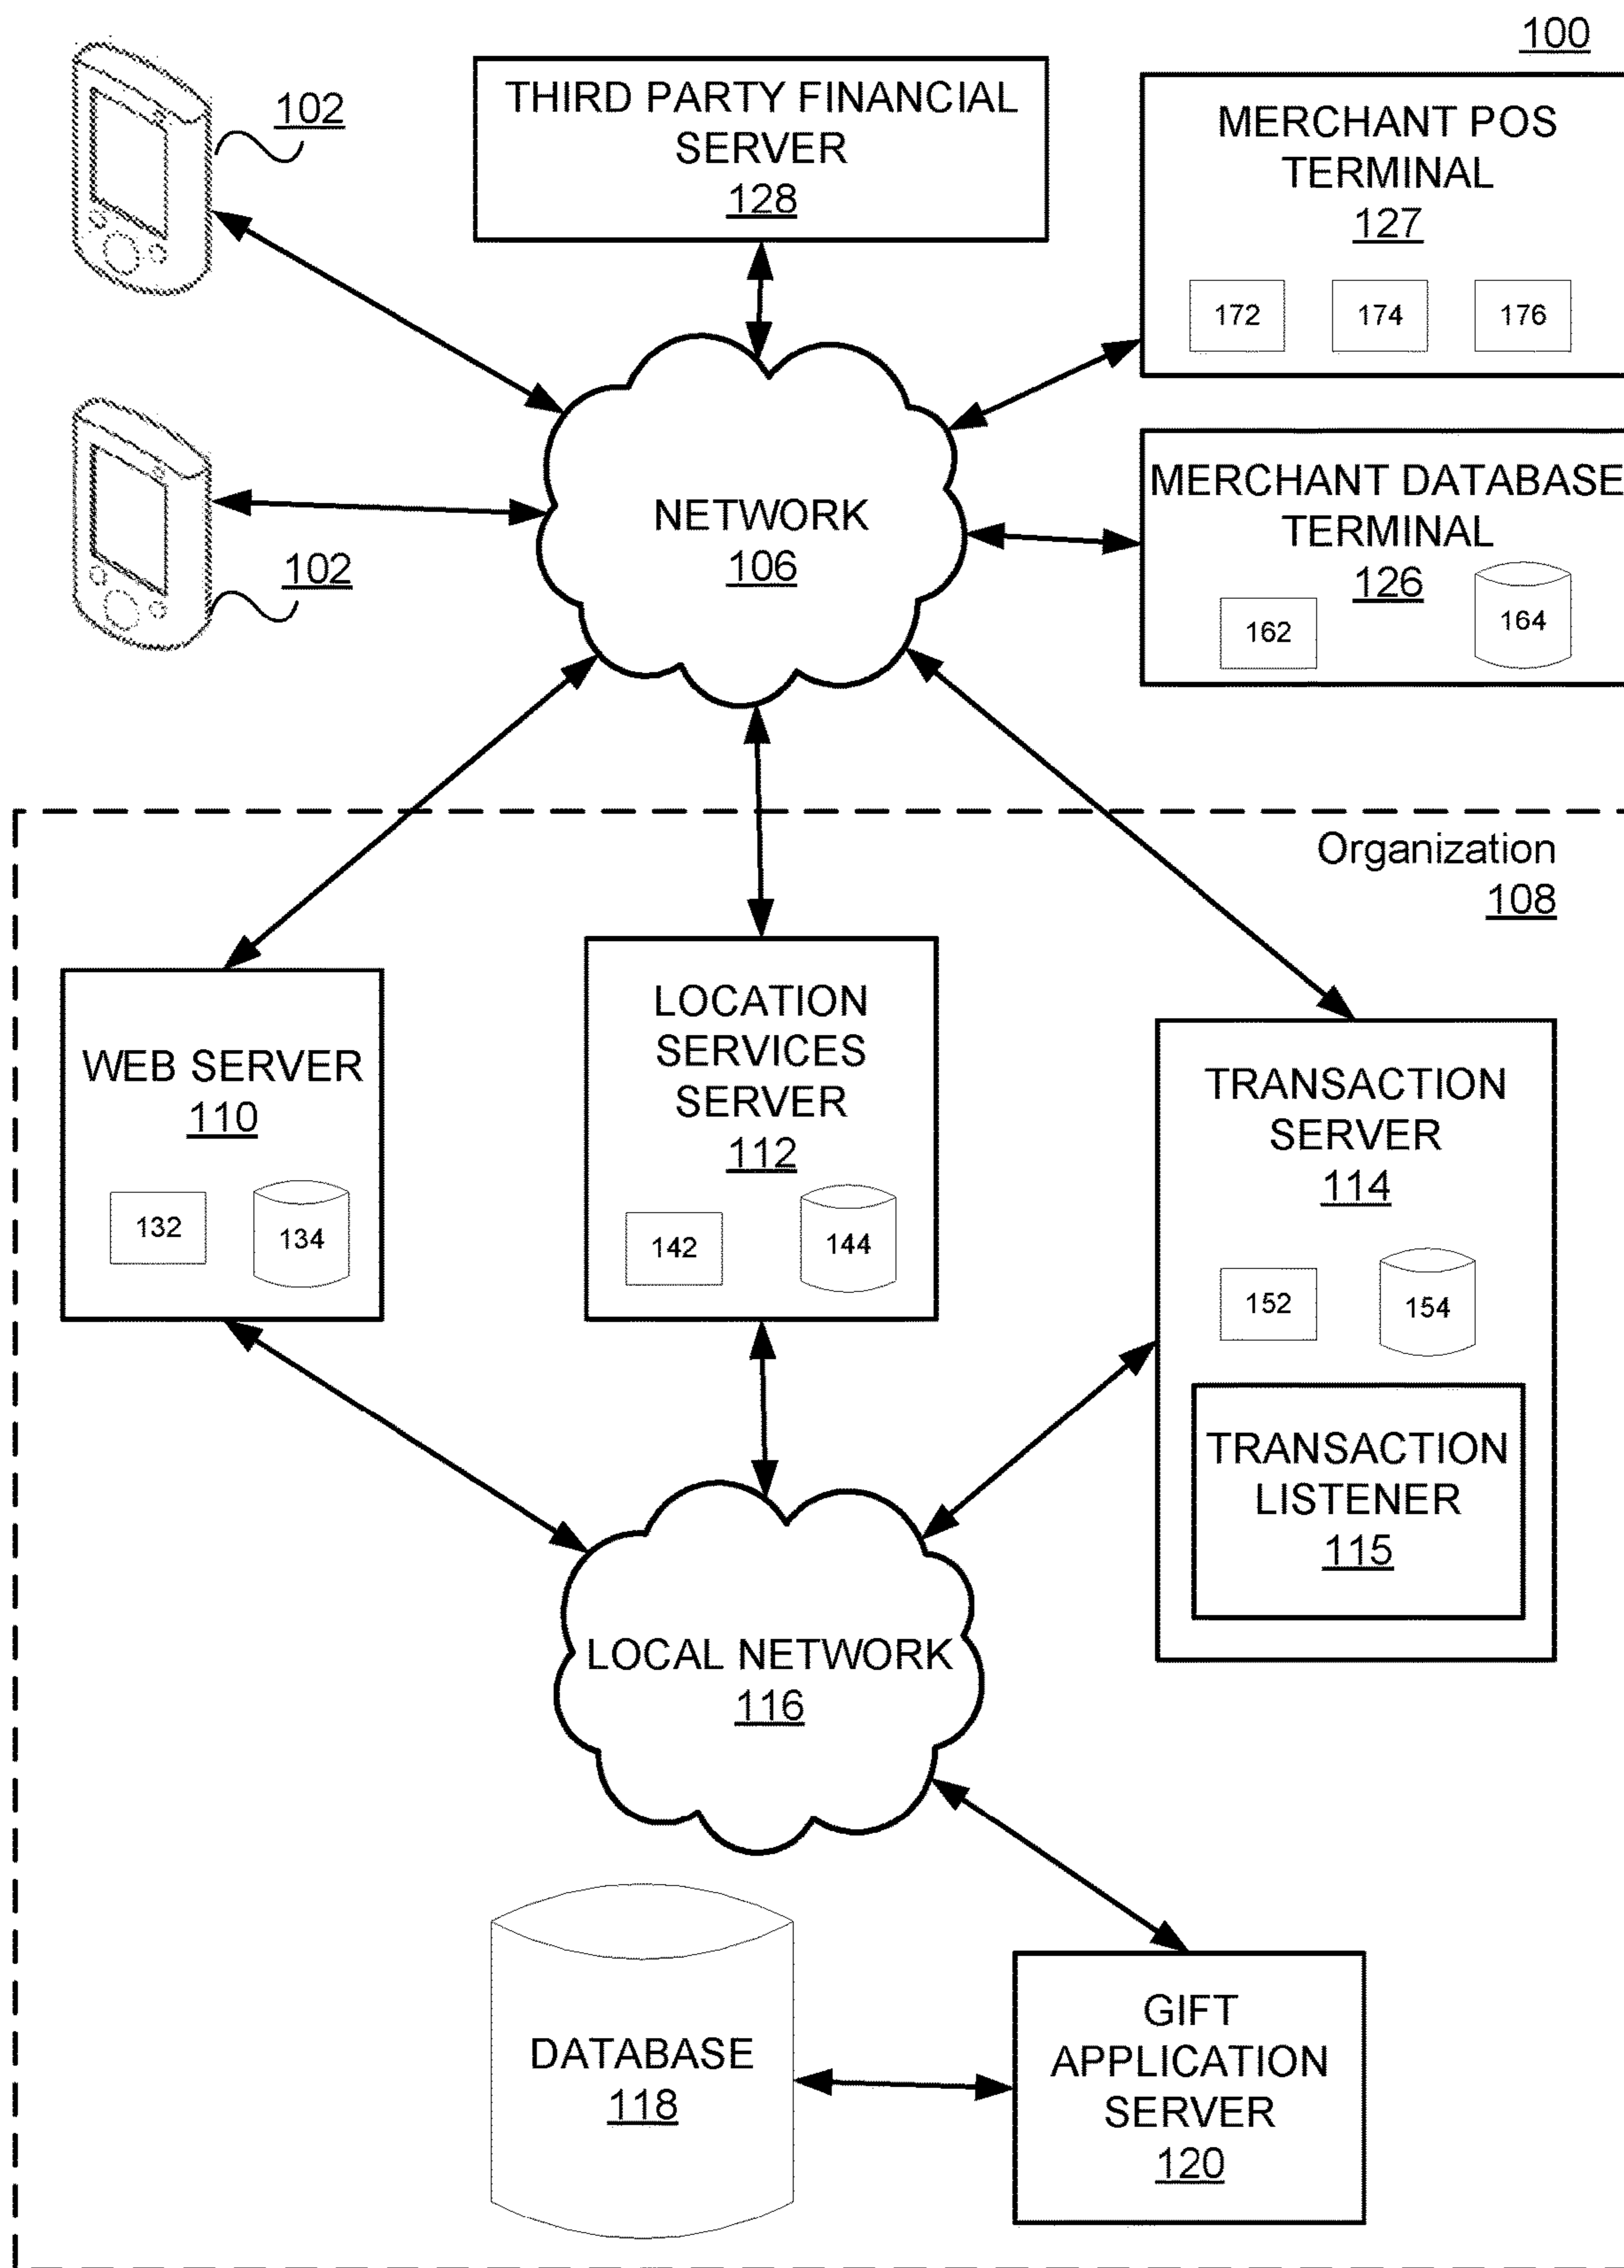 100
102
THIRD PARTY FINANCIAL
SERVER
128
MERCHANT POS
TERMINAL
127
172 174 176
102
NETWORK
106
MERCHANT DATABASE
TERMINAL
126
162 164
Organization
108
WEB SERVER
110
132 134
LOCATION
SERVICES
SERVER
112
142 144
TRANSACTION
SERVER
114
152 154
TRANSACTION
LISTENER
115
LOCAL NETWORK
116
DATABASE
118
GIFT
APPLICATION
SERVER
120